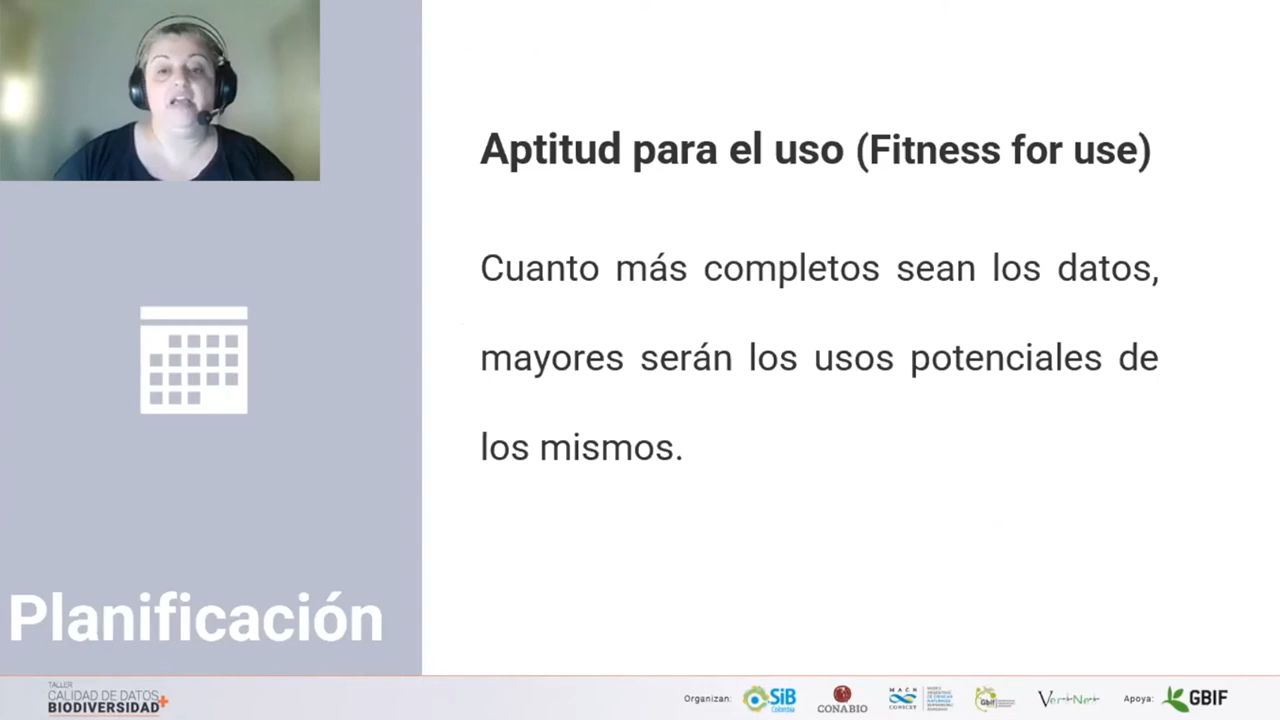 Aptitud para el uso (Fitness for use)
Cuanto más completos sean los datos,
mayores serán los usos potenciales de
los mismos.
Planificación
TALLER
CALIDAD DE DATOS
BIODIVERSIDAD+
Organizan:
SiB
Colombia
CONABIO
MACN
CONICET
Gbif
VertNet
Apoya:
GBIF